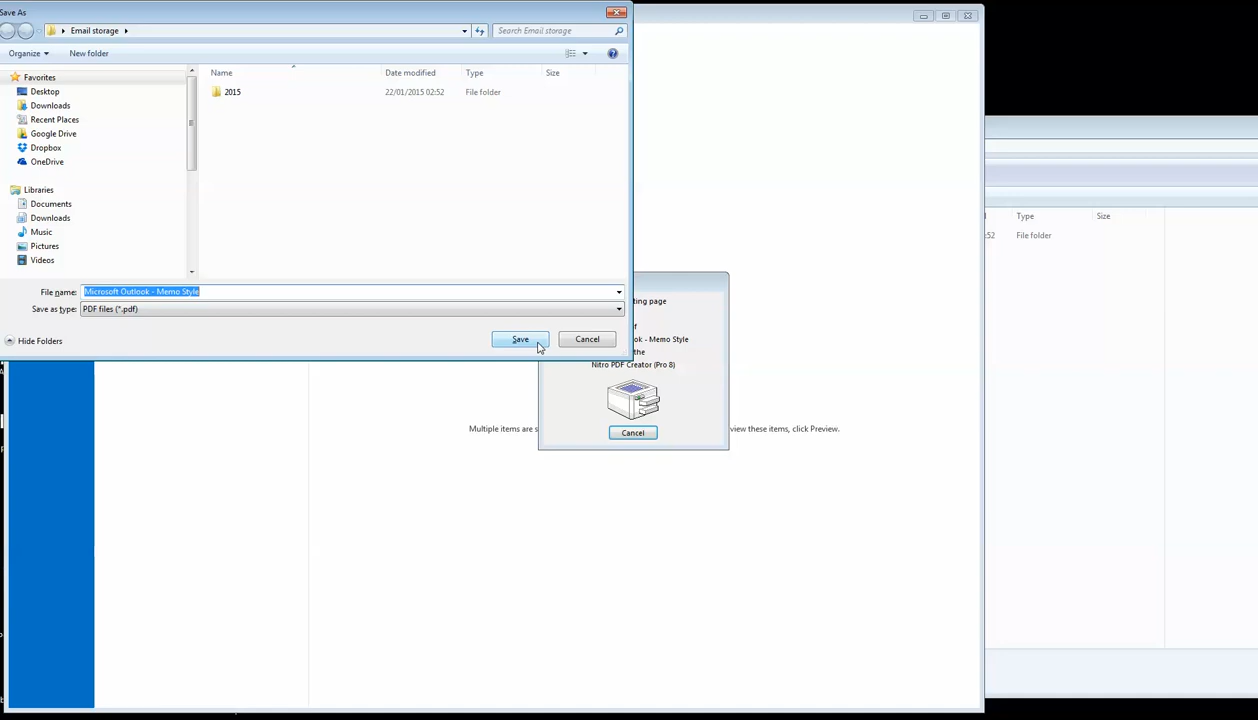 Save As
Email storage
Search Email storage
Organize
New folder
Favorites
Desktop
Downloads
Recent Places
Google Drive
Dropbox
OneDrive
Libraries
Documents
Downloads
Music
Pictures
Videos
Name
Date modified
Type
Size
2015
22/01/2015 02:52
File folder
File name:
Microsoft Outlook - Memo Style
Save as type:
PDF files (*.pdf)
Hide Folders
Save
Cancel
ting page
f
ok - Memo Style
the
Nitro PDF Creator (Pro 8)
Cancel
Multiple items are s
view these items, click Preview.
Type
Size
:52
File folder